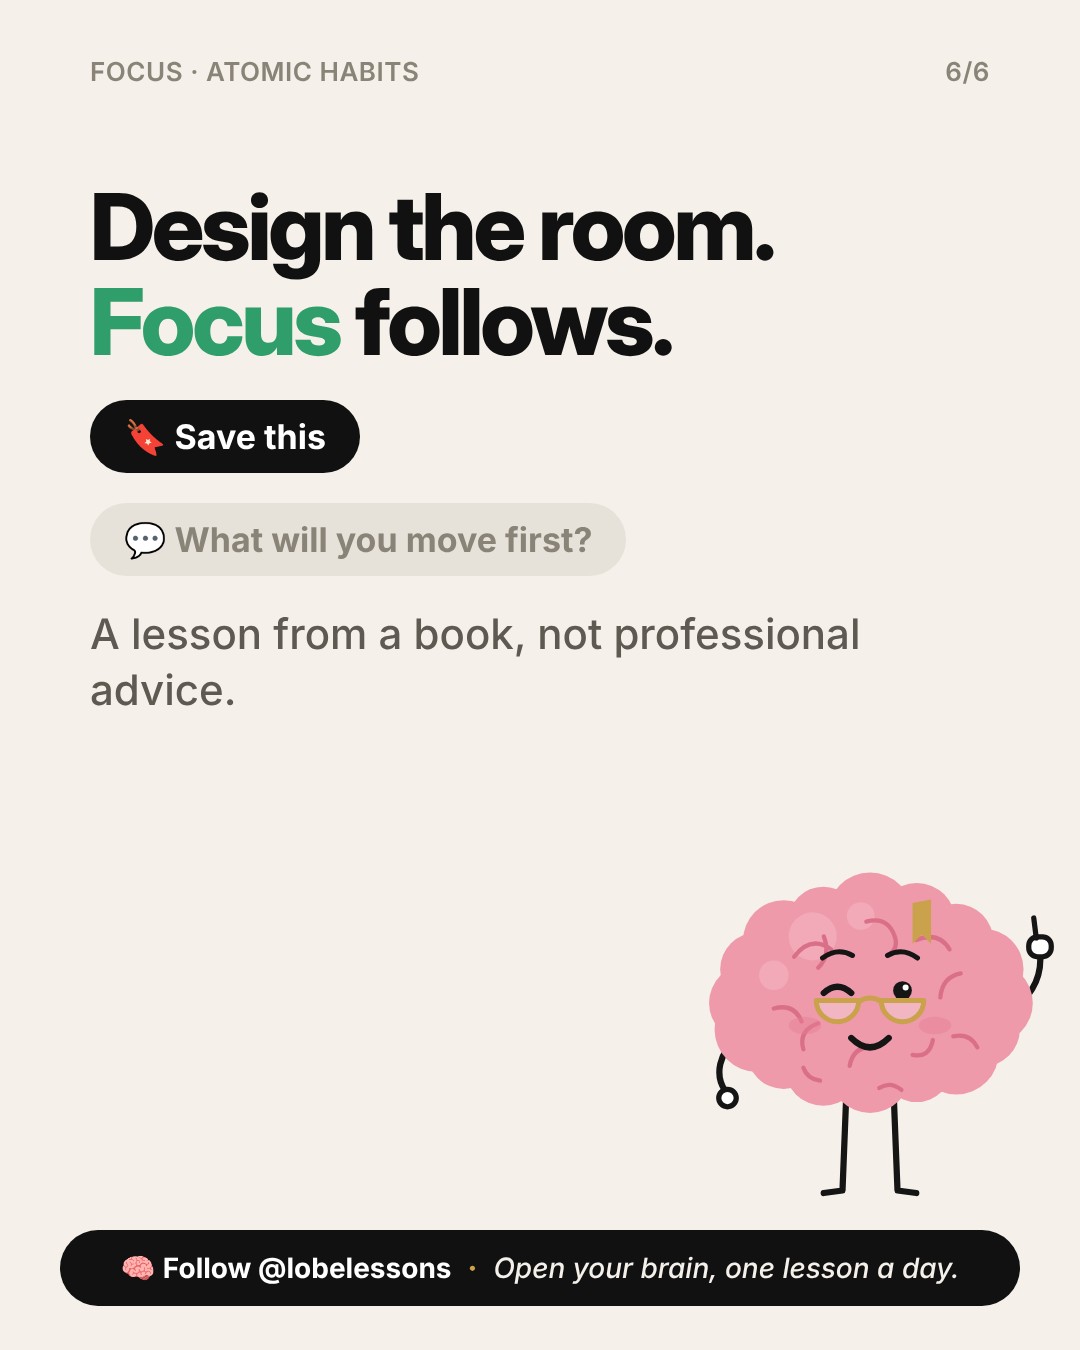 FOCUS · ATOMIC HABITS
6/6
Design the room.
Focus follows.
🔖 Save this
💬 What will you move first?
A lesson from a book, not professional
advice.
🧠 Follow @lobelessons · Open your brain, one lesson a day.